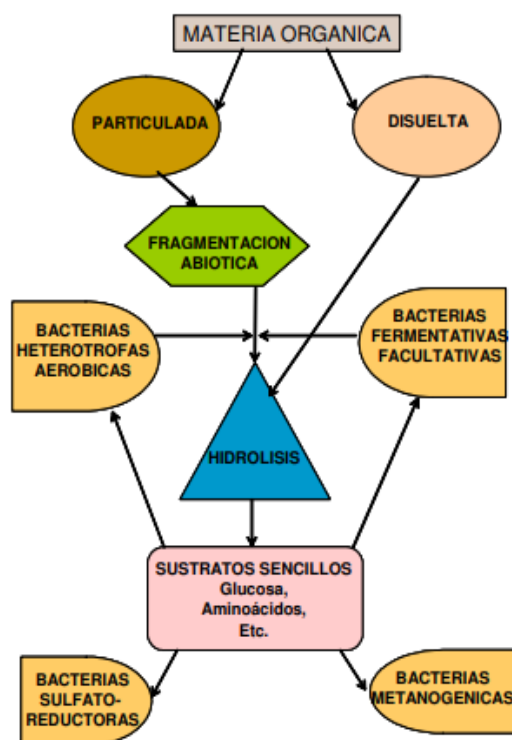 MATERIA ORGANICA
PARTICULADA
DISUELTA
FRAGMENTACION
ABIOTICA
BACTERIAS
HETEROTROFAS
AEROBICAS
BACTERIAS
FERMENTATIVAS
FACULTATIVAS
HIDROLISIS
SUSTRATOS SENCILLOS
Glucosa,
Aminoácidos,
Etc.
BACTERIAS
SULFATO-
REDUCTORAS
BACTERIAS
METANOGENICAS